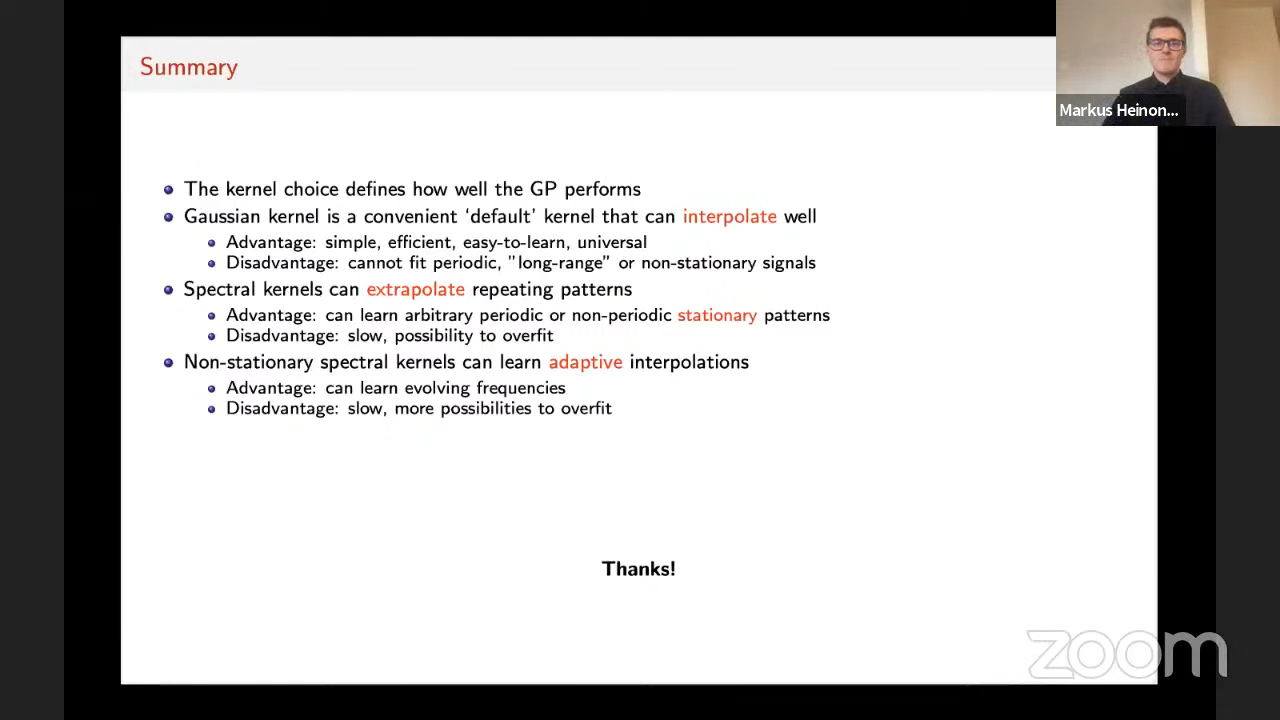 Summary
Markus Heinon...
The kernel choice defines how well the GP performs
Gaussian kernel is a convenient ‘default’ kernel that can interpolate well
Advantage: simple, efficient, easy-to-learn, universal
Disadvantage: cannot fit periodic, ”long-range” or non-stationary signals
Spectral kernels can extrapolate repeating patterns
Advantage: can learn arbitrary periodic or non-periodic stationary patterns
Disadvantage: slow, possibility to overfit
Non-stationary spectral kernels can learn adaptive interpolations
Advantage: can learn evolving frequencies
Disadvantage: slow, more possibilities to overfit
Thanks!
zoom